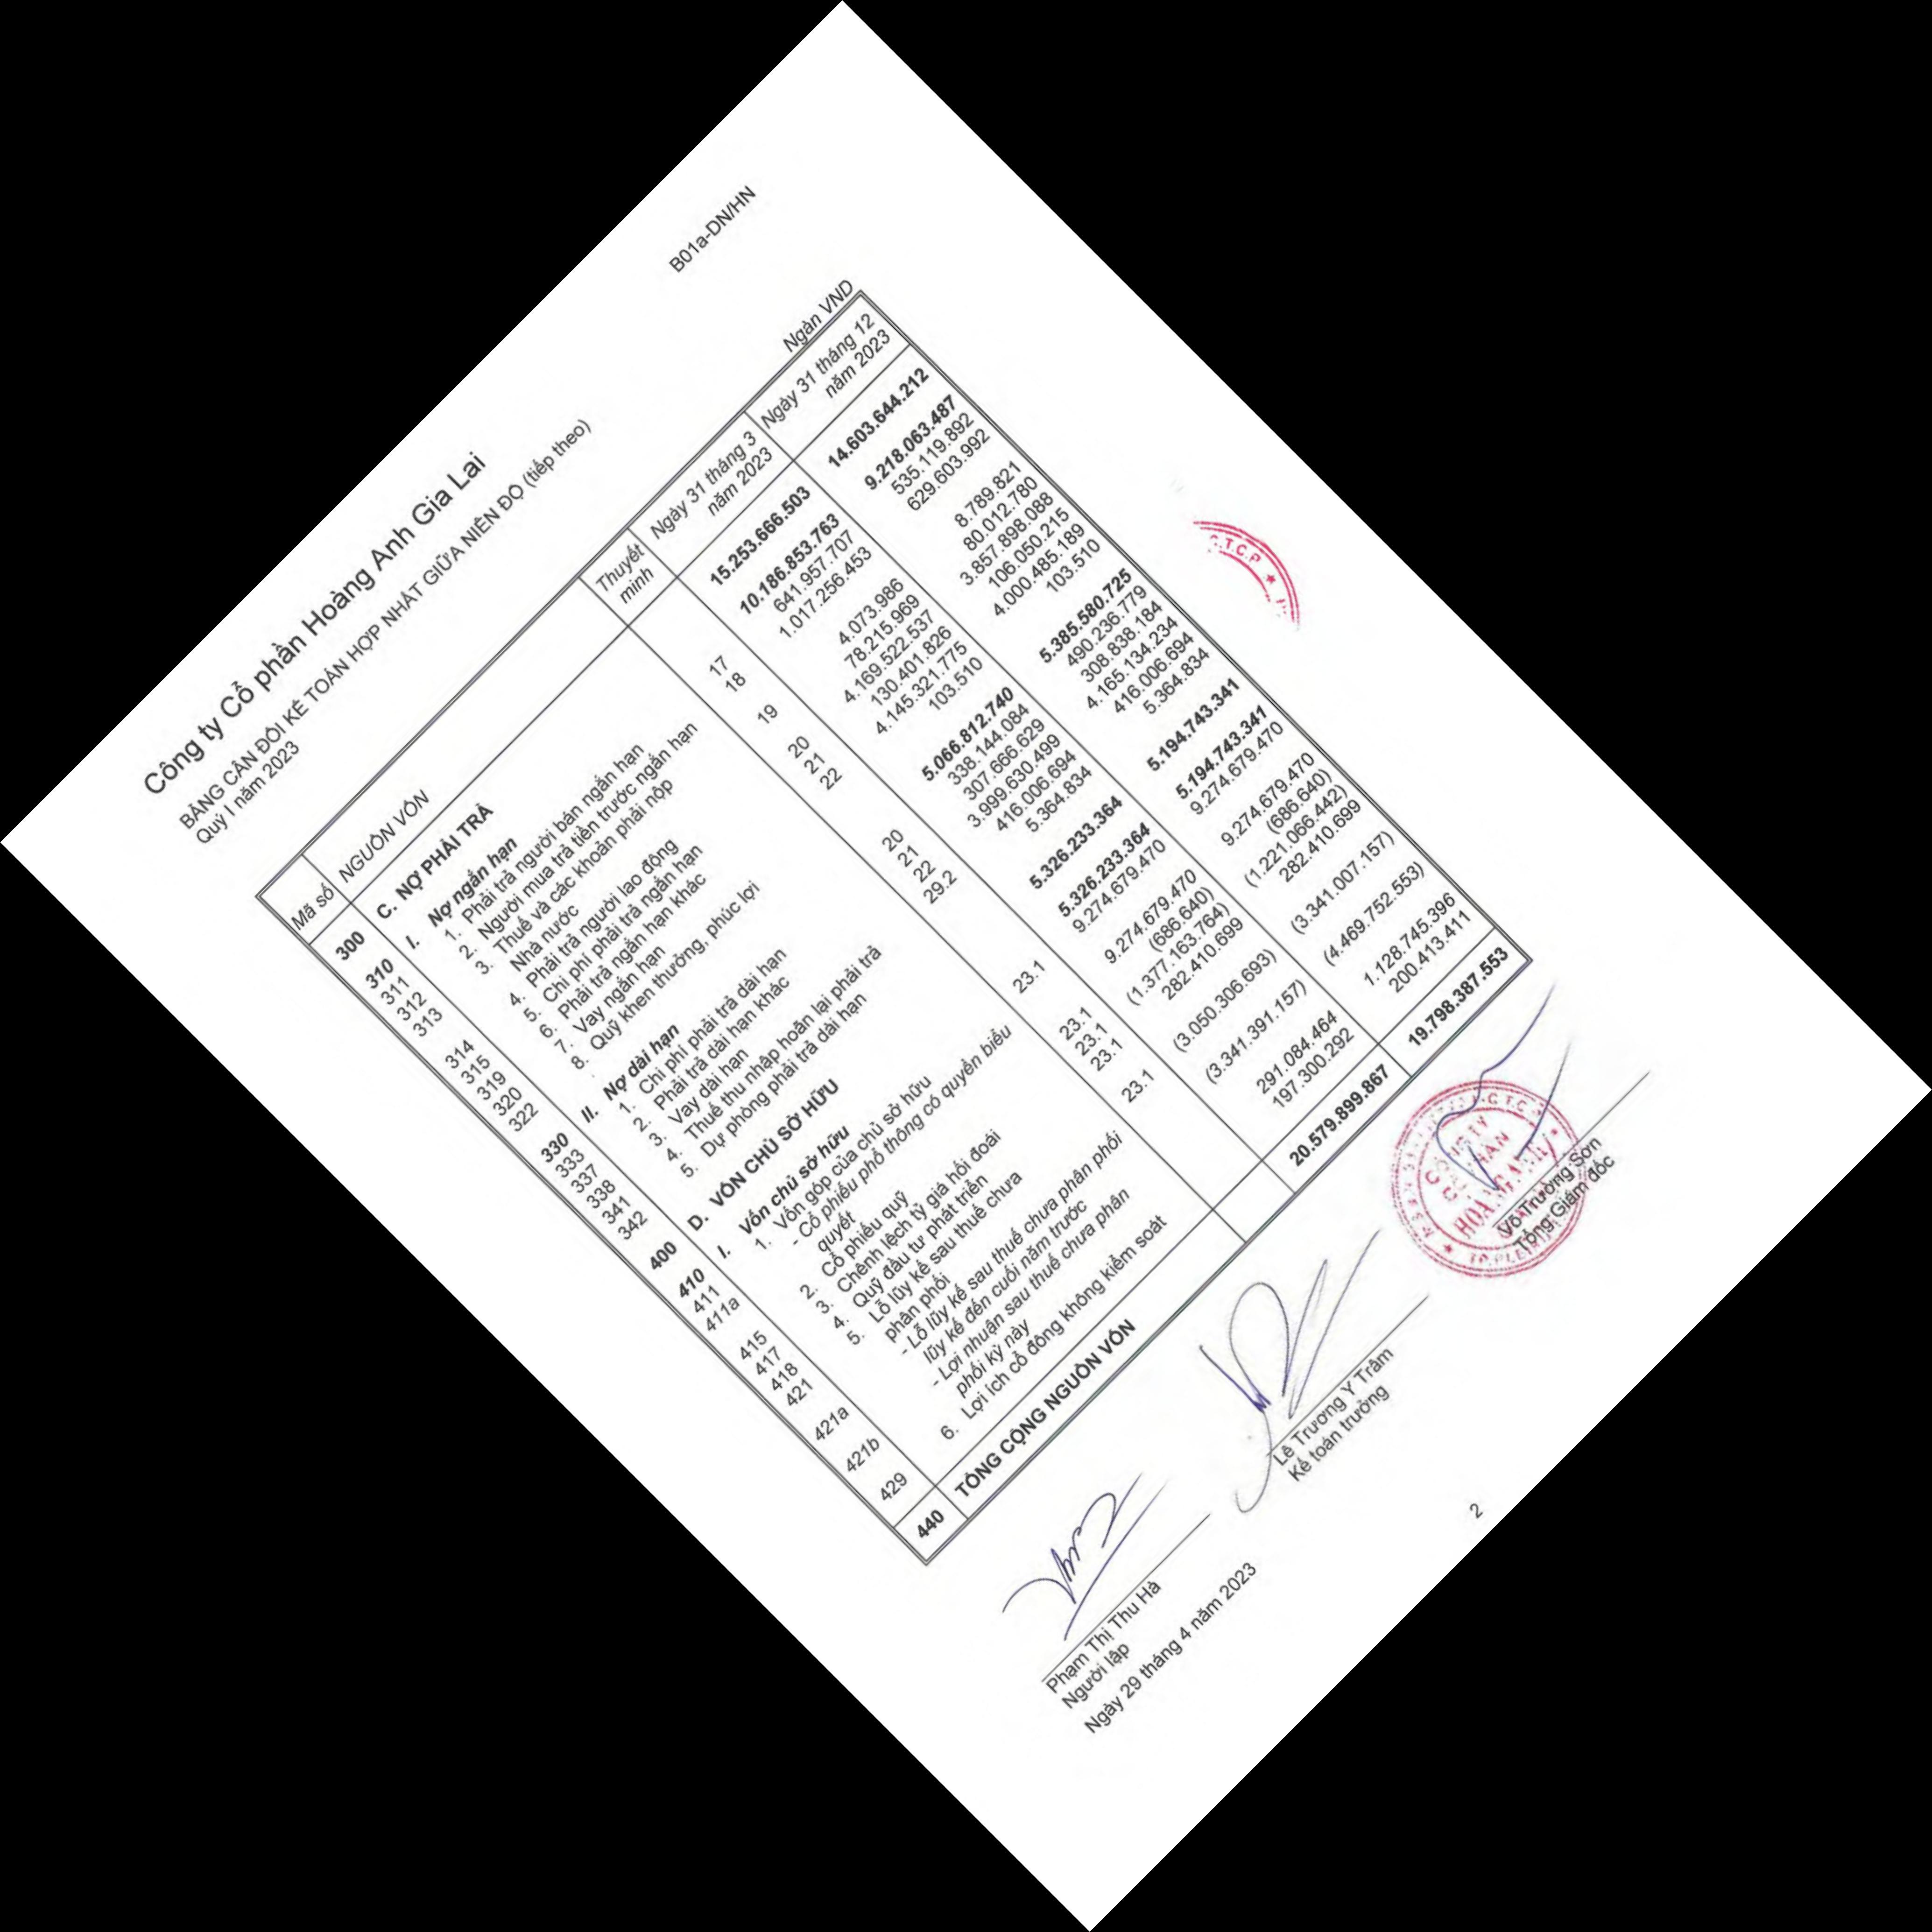 Công ty Cổ phần Hoàng Anh Gia Lai
B01a-DN/HN
BẢNG CÂN ĐỐI KẾ TOÁN HỢP NHẤT GIỮA NIÊN ĐỘ (tiếp theo)
Quý I năm 2023
Ngàn VND
Mã số NGUỒN VỐN Thuyết minh Ngày 31 tháng 3 năm 2023 Ngày 31 tháng 12 năm 2023
300 C. NỢ PHẢI TRẢ 15.253.666.503 14.603.644.212
310 I. Nợ ngắn hạn 10.186.853.763 9.218.063.487
311 1. Phải trả người bán ngắn hạn 17 641.957.707 535.119.892
312 2. Người mua trả tiền trước ngắn hạn 18 1.017.256.453 629.603.992
313 3. Thuế và các khoản phải nộp
Nhà nước 19 4.073.986 8.789.821
314 4. Phải trả người lao động 78.215.969 80.012.780
315 5. Chi phí phải trả ngắn hạn 20 4.169.522.537 3.857.898.088
319 6. Phải trả ngắn hạn khác 21 130.401.826 106.050.215
320 7. Vay ngắn hạn 22 4.145.321.775 4.000.485.189
322 8. Quỹ khen thưởng, phúc lợi 103.510 103.510
330 II. Nợ dài hạn 5.066.812.740 5.385.580.725
333 1. Chi phí phải trả dài hạn 20 338.144.084 490.236.779
337 2. Phải trả dài hạn khác 21 307.666.629 308.838.184
338 3. Vay dài hạn 22 3.999.630.499 4.165.134.234
341 4. Thuế thu nhập hoãn lại phải trả 29.2 416.006.694 416.006.694
342 5. Dự phòng phải trả dài hạn 5.364.834 5.364.834
400 D. VỐN CHỦ SỞ HỮU 5.326.233.364 5.194.743.341
410 I. Vốn chủ sở hữu 5.326.233.364 5.194.743.341
411 1. Vốn góp của chủ sở hữu 23.1 9.274.679.470 9.274.679.470
411a - Cổ phiếu phổ thông có quyền biểu
quyết 9.274.679.470 9.274.679.470
415 2. Cổ phiếu quỹ 23.1 (686.640) (686.640)
417 3. Chênh lệch tỷ giá hối đoái 23.1 (1.377.163.764) (1.221.066.442)
418 4. Quỹ đầu tư phát triển 23.1 282.410.699 282.410.699
421 5. Lỗ lũy kế sau thuế chưa
phân phối 23.1 (3.050.306.693) (3.341.007.157)
421a - Lỗ lũy kế sau thuế chưa phân phối
lũy kế đến cuối năm trước (3.341.391.157) (4.469.752.553)
421b - Lợi nhuận sau thuế chưa phân
phối kỳ này 291.084.464 1.128.745.396
429 6. Lợi ích cổ đông không kiểm soát 197.300.292 200.413.411
440 TỔNG CỘNG NGUỒN VỐN 20.579.899.867 19.798.387.553
Phạm Thị Thu Hà
Người lập
Lê Trương Y Trâm
Kế toán trưởng
Võ Trường Sơn
Tổng Giám đốc
Ngày 29 tháng 4 năm 2023
2
C.T.C.P